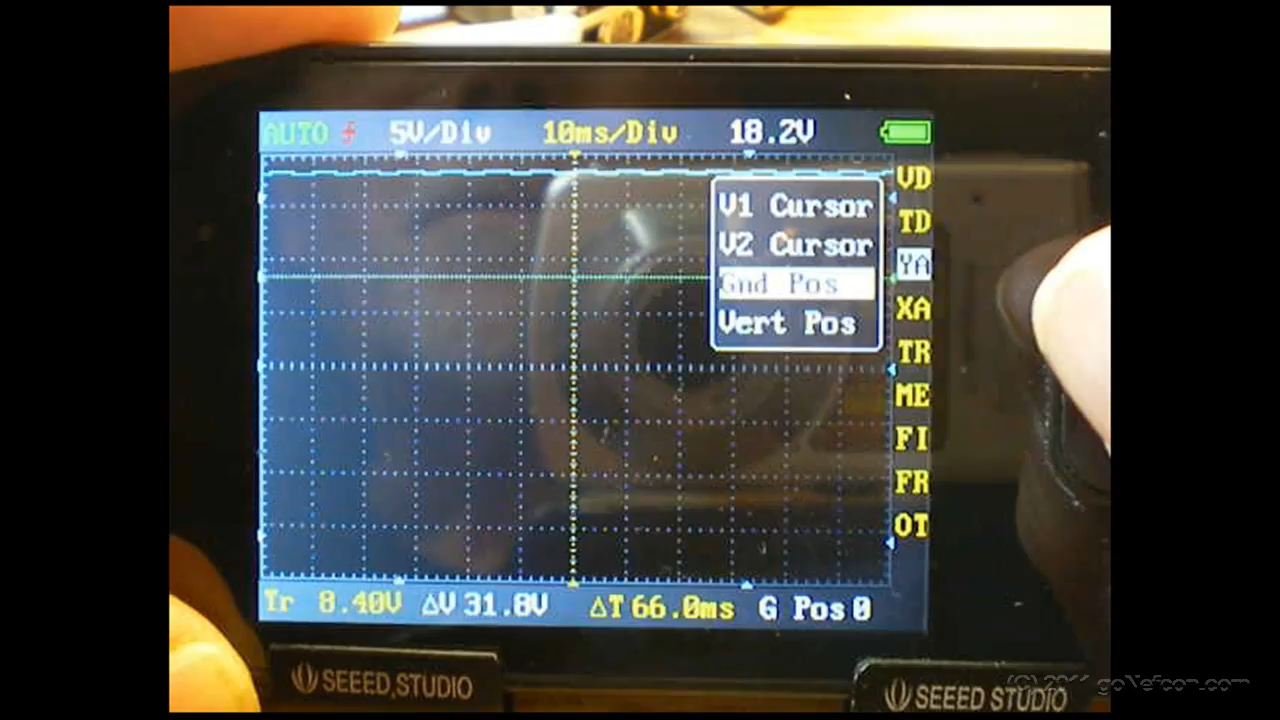 AUTO 5V/Div 10ms/Div 18.2V
VD
TD
YA
XA
TR
ME
FI
FR
OT
V1 Cursor
V2 Cursor
Gnd Pos
Vert Pos
Tr 8.40V ΔV 31.8V ΔT 66.0ms G Pos 0
SEEED STUDIO
SEEED STUDIO